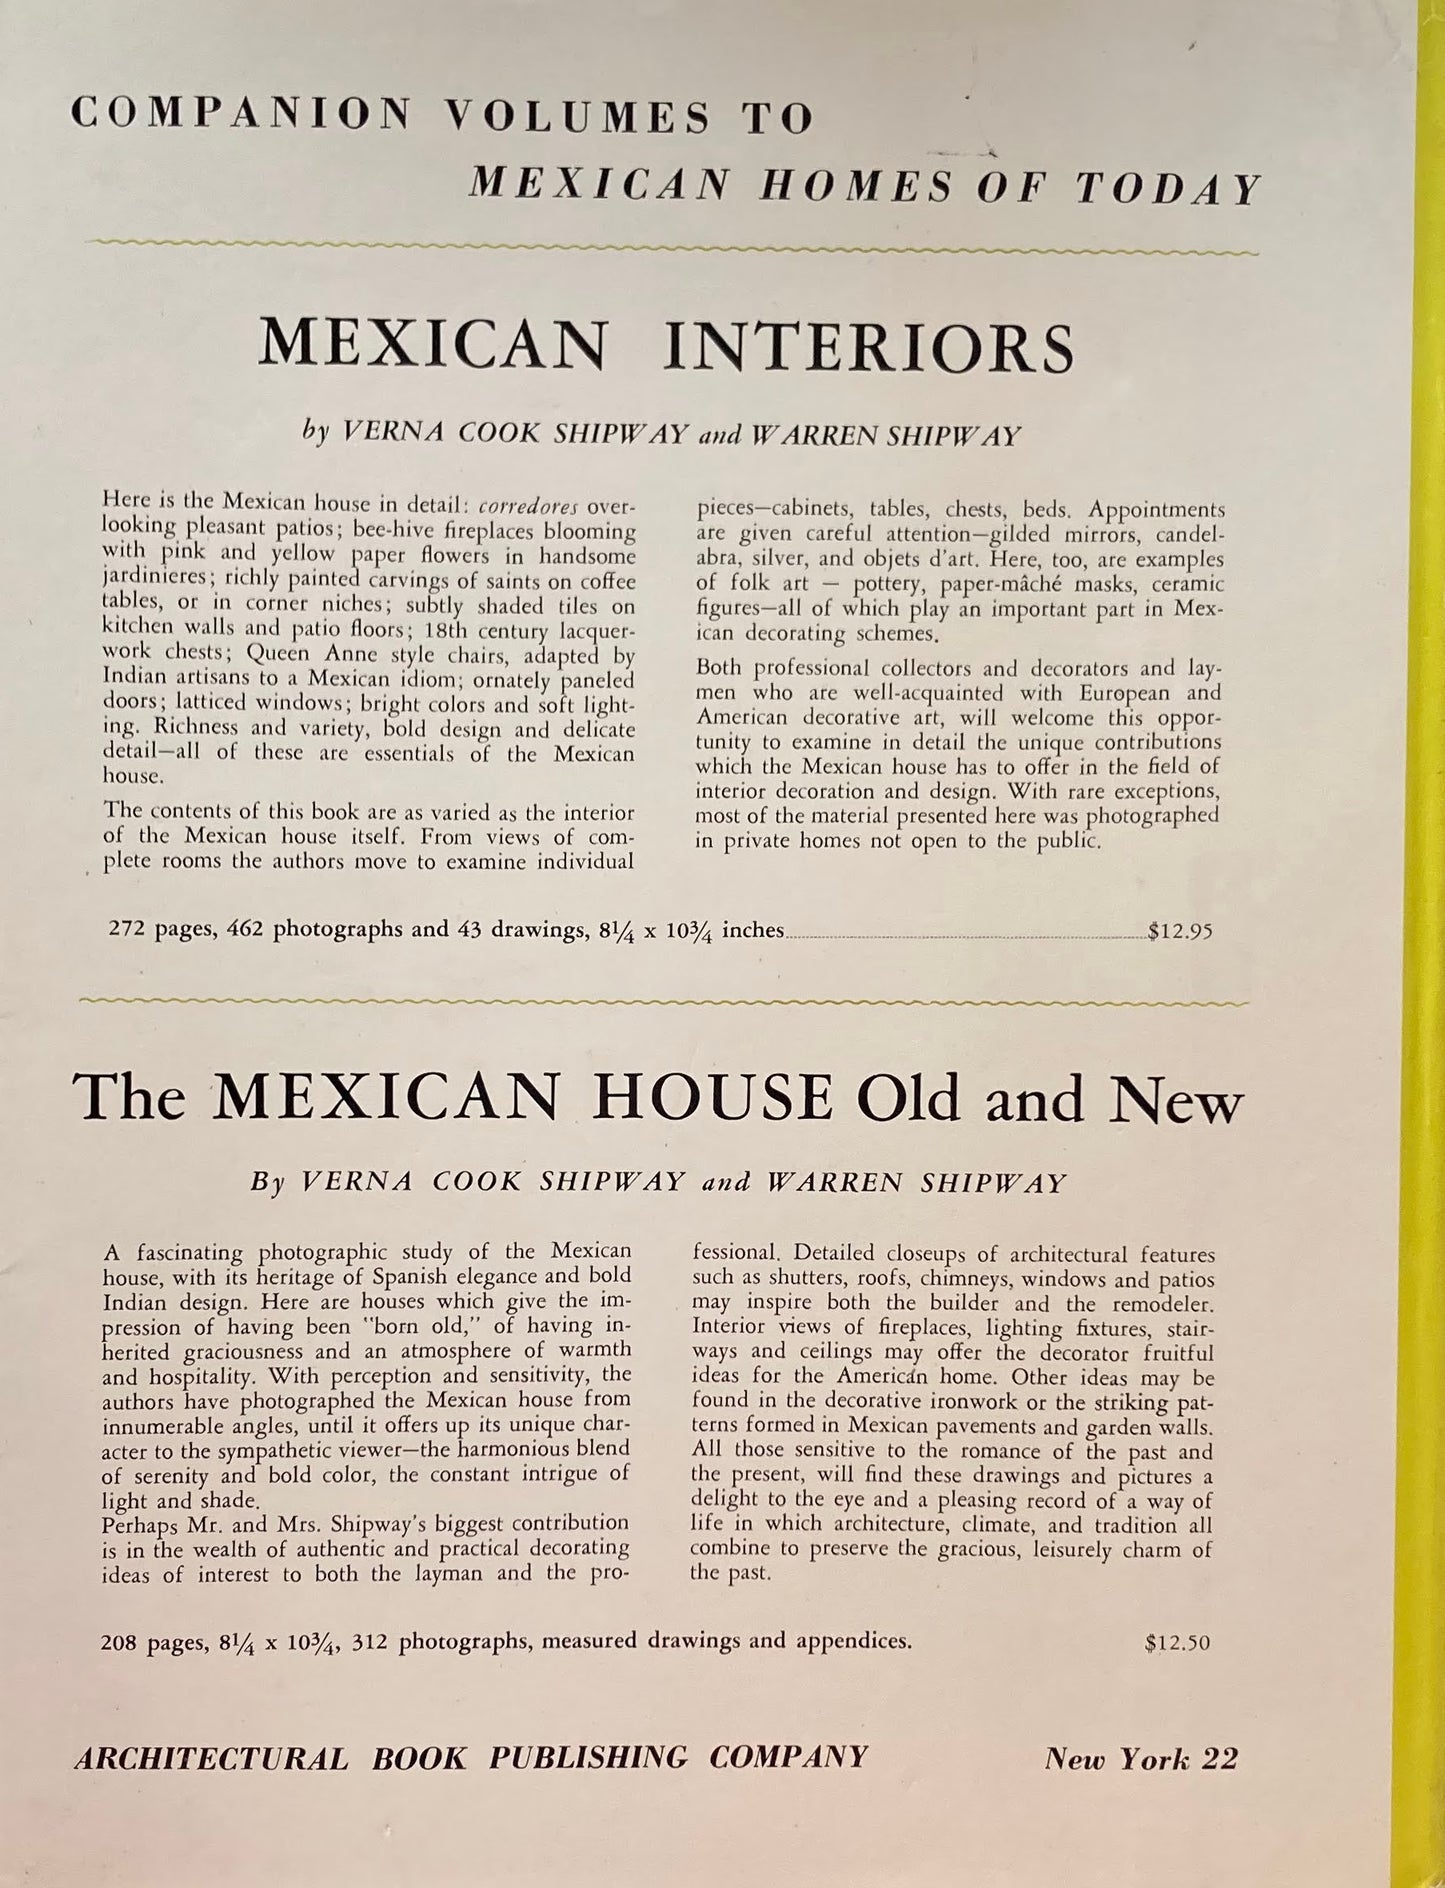 COMPANION VOLUMES TO
MEXICAN HOMES OF TODAY
MEXICAN INTERIORS
by VERNA COOK SHIPWAY and WARREN SHIPWAY
Here is the Mexican house in detail: corredores over-
looking pleasant patios; bee-hive fireplaces blooming
with pink and yellow paper flowers in handsome
jardinieres; richly painted carvings of saints on coffee
tables, or in corner niches; subtly shaded tiles on
kitchen walls and patio floors; 18th century lacquer-
work chests; Queen Anne style chairs, adapted by
Indian artisans to a Mexican idiom; ornately paneled
doors; latticed windows; bright colors and soft light-
ing. Richness and variety, bold design and delicate
detail—all of these are essentials of the Mexican
house.
The contents of this book are as varied as the interior
of the Mexican house itself. From views of com-
plete rooms the authors move to examine individual
pieces—cabinets, tables, chests, beds. Appointments
are given careful attention—gilded mirrors, candel-
abra, silver, and objets d'art. Here, too, are examples
of folk art — pottery, paper-mâché masks, ceramic
figures—all of which play an important part in Mex-
ican decorating schemes.
Both professional collectors and decorators and lay-
men who are well-acquainted with European and
American decorative art, will welcome this oppor-
tunity to examine in detail the unique contributions
which the Mexican house has to offer in the field of
interior decoration and design. With rare exceptions,
most of the material presented here was photographed
in private homes not open to the public.
272 pages, 462 photographs and 43 drawings, 8¼ x 10¾ inches $12.95
The MEXICAN HOUSE Old and New
By VERNA COOK SHIPWAY and WARREN SHIPWAY
A fascinating photographic study of the Mexican
house, with its heritage of Spanish elegance and bold
Indian design. Here are houses which give the im-
pression of having been "born old," of having in-
herited graciousness and an atmosphere of warmth
and hospitality. With perception and sensitivity, the
authors have photographed the Mexican house from
innumerable angles, until it offers up its unique char-
acter to the sympathetic viewer—the harmonious blend
of serenity and bold color, the constant intrigue of
light and shade.
Perhaps Mr. and Mrs. Shipway's biggest contribution
is in the wealth of authentic and practical decorating
ideas of interest to both the layman and the pro-
fessional. Detailed closeups of architectural features
such as shutters, roofs, chimneys, windows and patios
may inspire both the builder and the remodeler.
Interior views of fireplaces, lighting fixtures, stair-
ways and ceilings may offer the decorator fruitful
ideas for the American home. Other ideas may be
found in the decorative ironwork or the striking pat-
terns formed in Mexican pavements and garden walls.
All those sensitive to the romance of the past and
the present, will find these drawings and pictures a
delight to the eye and a pleasing record of a way of
life in which architecture, climate, and tradition all
combine to preserve the gracious, leisurely charm of
the past.
208 pages, 8¼ x 10¾, 312 photographs, measured drawings and appendices. $12.50
ARCHITECTURAL BOOK PUBLISHING COMPANY New York 22